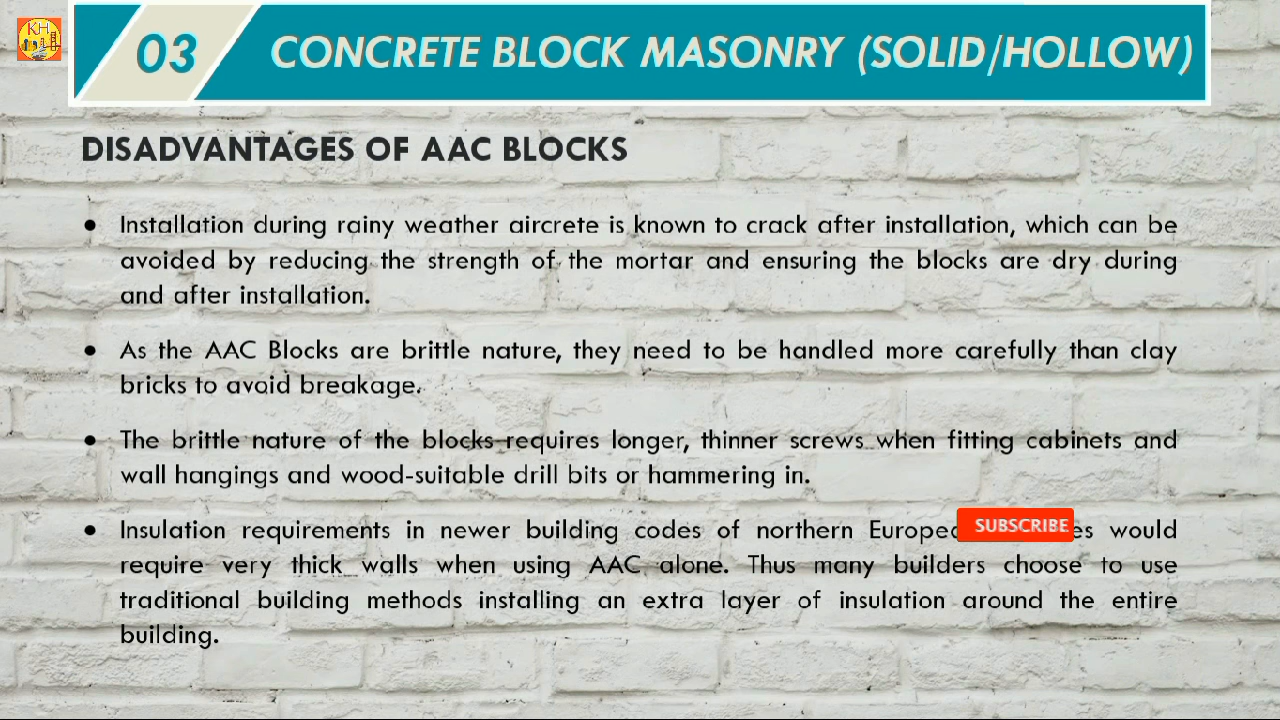 KH
03 CONCRETE BLOCK MASONRY (SOLID/HOLLOW)
DISADVANTAGES OF AAC BLOCKS
• Installation during rainy weather aircrete is known to crack after installation, which can be
avoided by reducing the strength of the mortar and ensuring the blocks are dry during
and after installation.
• As the AAC Blocks are brittle nature, they need to be handled more carefully than clay
bricks to avoid breakage.
• The brittle nature of the blocks requires longer, thinner screws when fitting cabinets and
wall hangings and wood-suitable drill bits or hammering in.
• Insulation requirements in newer building codes of northern SUBSCRIBE would
require very thick walls when using AAC alone. Thus many builders choose to use
traditional building methods installing an extra layer of insulation around the entire
building.